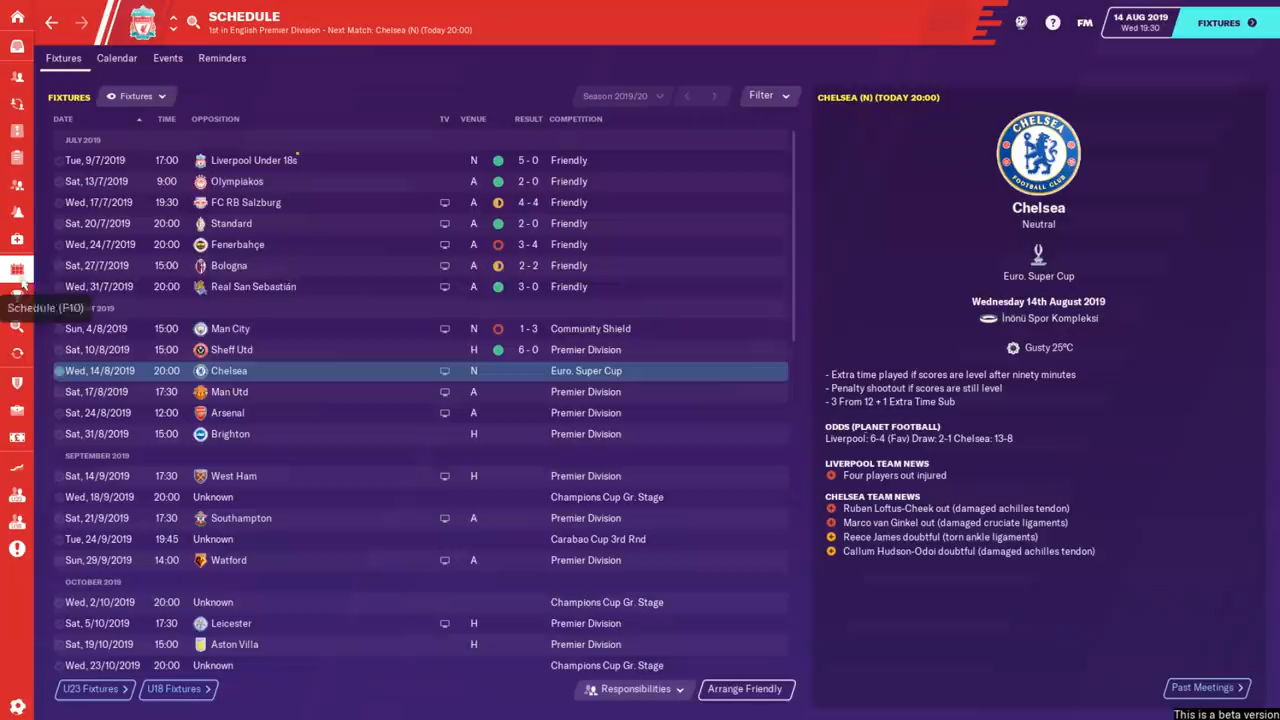 SCHEDULE
1st in English Premier Division - Next Match: Chelsea (N) (Today 20:00)
FM
14 AUG 2019
Wed 19:30
FIXTURES
Fixtures Calendar Events Reminders
FIXTURES Fixtures Season 2019/20 Filter
DATE TIME OPPOSITION TV VENUE RESULT COMPETITION
JULY 2019
Tue, 9/7/2019 17:00 Liverpool Under 18s N 5 - 0 Friendly
Sat, 13/7/2019 9:00 Olympiakos A 2 - 0 Friendly
Wed, 17/7/2019 19:30 FC RB Salzburg A 4 - 4 Friendly
Sat, 20/7/2019 20:00 Standard A 2 - 0 Friendly
Wed, 24/7/2019 20:00 Fenerbahçe A 3 - 4 Friendly
Sat, 27/7/2019 15:00 Bologna A 2 - 2 Friendly
Wed, 31/7/2019 20:00 Real San Sebastián A 3 - 0 Friendly
Schedule (F10) T 2019
Sun, 4/8/2019 15:00 Man City N 1 - 3 Community Shield
Sat, 10/8/2019 15:00 Sheff Utd H 6 - 0 Premier Division
Wed, 14/8/2019 20:00 Chelsea N Euro. Super Cup
Sat, 17/8/2019 17:30 Man Utd A Premier Division
Sat, 24/8/2019 12:00 Arsenal A Premier Division
Sat, 31/8/2019 15:00 Brighton H Premier Division
SEPTEMBER 2019
Sat, 14/9/2019 17:30 West Ham H Premier Division
Wed, 18/9/2019 20:00 Unknown Champions Cup Gr. Stage
Sat, 21/9/2019 17:30 Southampton A Premier Division
Tue, 24/9/2019 19:45 Unknown Carabao Cup 3rd Rnd
Sun, 29/9/2019 14:00 Watford A Premier Division
OCTOBER 2019
Wed, 2/10/2019 20:00 Unknown Champions Cup Gr. Stage
Sat, 5/10/2019 17:30 Leicester H Premier Division
Sat, 19/10/2019 15:00 Aston Villa H Premier Division
Wed, 23/10/2019 20:00 Unknown Champions Cup Gr. Stage
U23 Fixtures U18 Fixtures Responsibilities Arrange Friendly
CHELSEA (N) (TODAY 20:00)
CHELSEA
FOOTBALL CLUB
Chelsea
Neutral
Euro. Super Cup
Wednesday 14th August 2019
İnönü Spor Kompleksi
Gusty 25°C
- Extra time played if scores are level after ninety minutes
- Penalty shootout if scores are still level
- 3 From 12 + 1 Extra Time Sub
ODDS (PLANET FOOTBALL)
Liverpool: 6-4 (Fav) Draw: 2-1 Chelsea: 13-8
LIVERPOOL TEAM NEWS
Four players out injured
CHELSEA TEAM NEWS
Ruben Loftus-Cheek out (damaged achilles tendon)
Marco van Ginkel out (damaged cruciate ligaments)
Reece James doubtful (torn ankle ligaments)
Callum Hudson-Odoi doubtful (damaged achilles tendon)
Past Meetings
This is a beta version